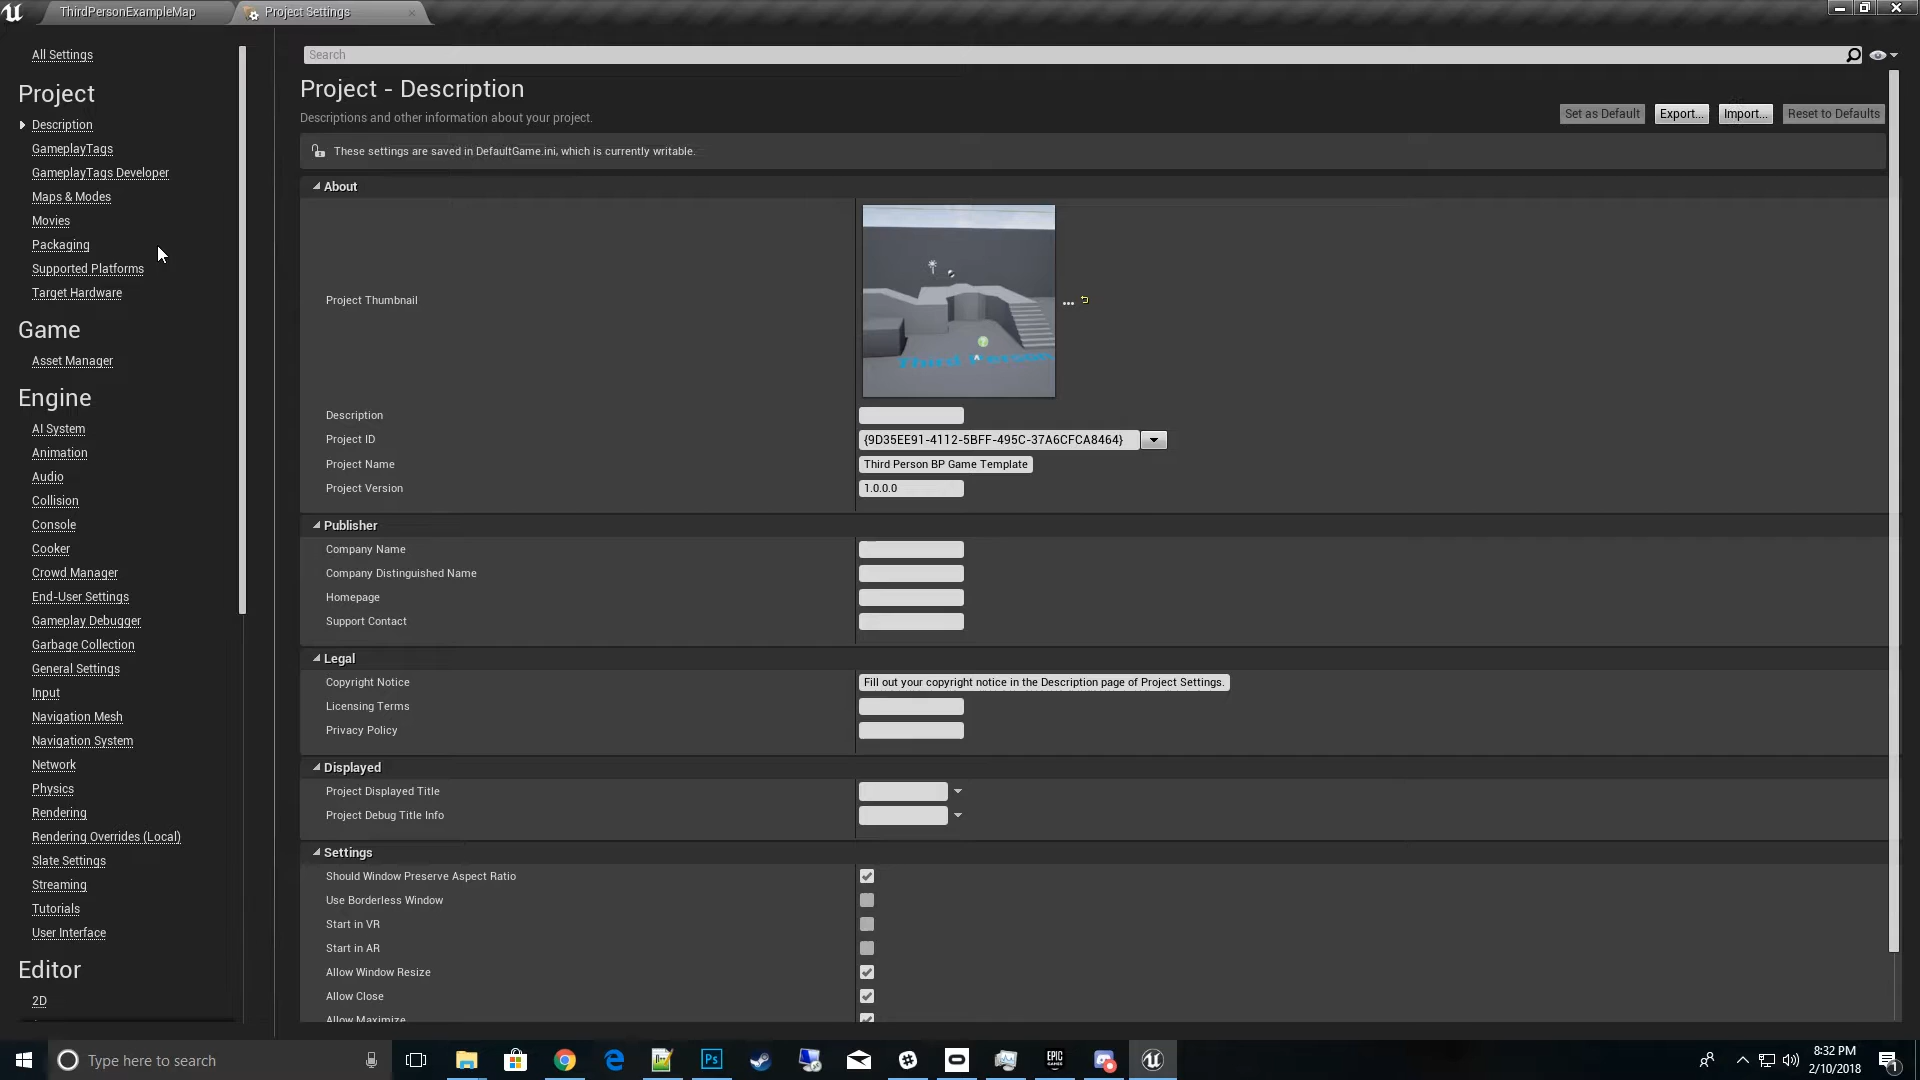 ThirdPersonExampleMap
Project Settings
All Settings
Project
Description
GameplayTags
GameplayTags Developer
Maps & Modes
Movies
Packaging
Supported Platforms
Target Hardware
Game
Asset Manager
Engine
AI System
Animation
Audio
Collision
Console
Cooker
Crowd Manager
End-User Settings
Gameplay Debugger
Garbage Collection
General Settings
Input
Navigation Mesh
Navigation System
Network
Physics
Rendering
Rendering Overrides (Local)
Slate Settings
Streaming
Tutorials
User Interface
Editor
2D
Search
Project - Description
Descriptions and other information about your project.
Set as Default
Export...
Import...
Reset to Defaults
These settings are saved in DefaultGame.ini, which is currently writable.
About
Project Thumbnail
Third Person
Description
Project ID {9D35EE91-4112-5BFF-495C-37A6CFCA8464}
Project Name Third Person BP Game Template
Project Version 1.0.0.0
Publisher
Company Name
Company Distinguished Name
Homepage
Support Contact
Legal
Copyright Notice Fill out your copyright notice in the Description page of Project Settings.
Licensing Terms
Privacy Policy
Displayed
Project Displayed Title
Project Debug Title Info
Settings
Should Window Preserve Aspect Ratio
Use Borderless Window
Start in VR
Start in AR
Allow Window Resize
Allow Close
Allow Maximize
Type here to search
Ps
EPIC GAMES
8:32 PM
2/10/2018
1